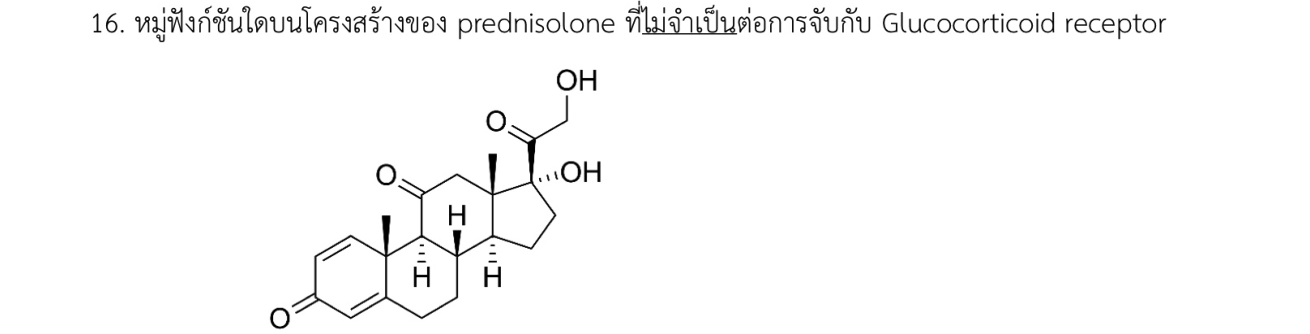 16. หมู่ฟังก์ชันใดบนโครงสร้างของ prednisolone ที่ไม่จำเป็นต่อการจับกับ Glucocorticoid receptor
OH
O
OH
O
H
H
H
O